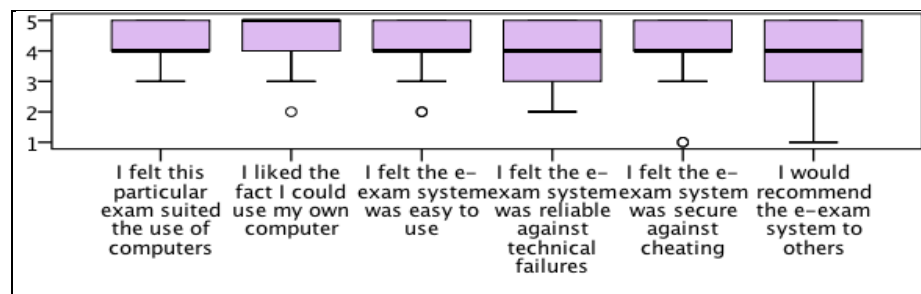 5
4
3
2
1
I felt this
particular
exam suited
the use of
computers
I liked the
fact I could
use my own
computer
I felt the e-
exam system
was easy to
use
I felt the e-
exam system
was reliable
against
technical
failures
I felt the e-
exam system
was secure
against
cheating
I would
recommend
the e-exam
system to
others